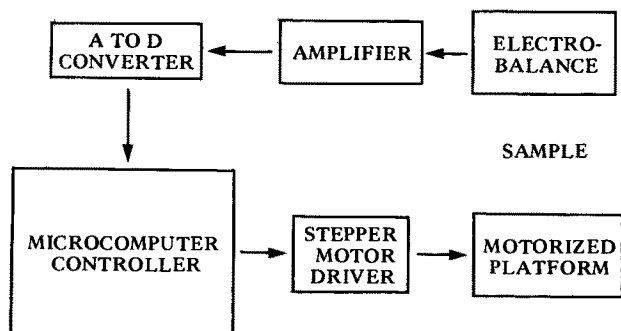 A TO D
CONVERTER
AMPLIFIER
ELECTRO-
BALANCE
SAMPLE
MICROCOMPUTER
CONTROLLER
STEPPER
MOTOR
DRIVER
MOTORIZED
PLATFORM